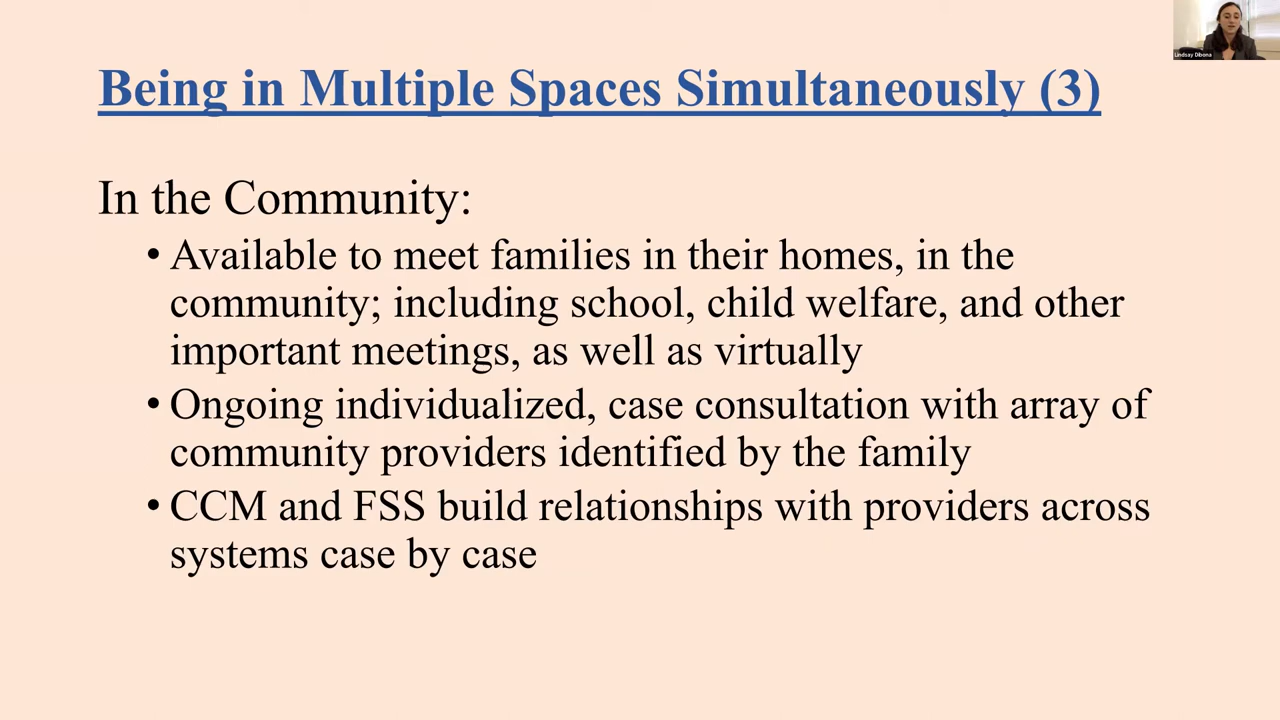 Being in Multiple Spaces Simultaneously (3)
Lindsay Dibona
In the Community:
• Available to meet families in their homes, in the
community; including school, child welfare, and other
important meetings, as well as virtually
• Ongoing individualized, case consultation with array of
community providers identified by the family
• CCM and FSS build relationships with providers across
systems case by case